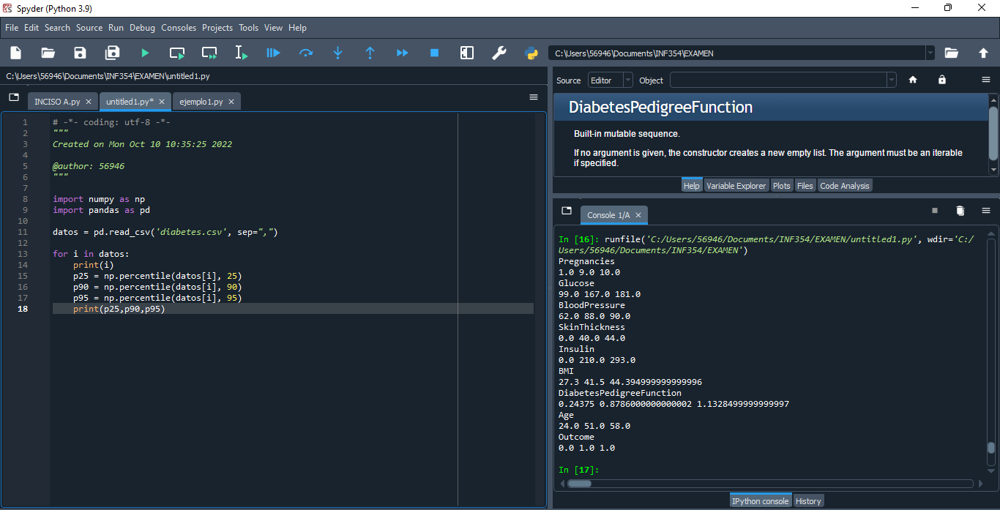 Spyder (Python 3.9)
File Edit Search Source Run Debug Consoles Projects Tools View Help
C:\Users\56946\Documents\INF354\EXAMEN
C:\Users\56946\Documents\INF354\EXAMEN\untitled1.py
INCISO A.py
untitled1.py*
ejemplo1.py
1 # -*- coding: utf-8 -*-
2 """
3 Created on Mon Oct 10 10:35:25 2022
4
5 @author: 56946
6 """
7
8 import numpy as np
9 import pandas as pd
10
11 datos = pd.read_csv('diabetes.csv', sep=",")
12
13 for i in datos:
14     print(i)
15     p25 = np.percentile(datos[i], 25)
16     p90 = np.percentile(datos[i], 90)
17     p95 = np.percentile(datos[i], 95)
18     print(p25,p90,p95)
Source Editor Object
DiabetesPedigreeFunction
Built-in mutable sequence.
If no argument is given, the constructor creates a new empty list. The argument must be an iterable
if specified.
Help Variable Explorer Plots Files Code Analysis
Console 1/A
In [16]: runfile('C:/Users/56946/Documents/INF354/EXAMEN/untitled1.py', wdir='C:/
Users/56946/Documents/INF354/EXAMEN')
Pregnancies
1.0 9.0 10.0
Glucose
99.0 167.0 181.0
BloodPressure
62.0 88.0 90.0
SkinThickness
0.0 40.0 44.0
Insulin
0.0 210.0 293.0
BMI
27.3 41.5 44.394999999999996
DiabetesPedigreeFunction
0.24375 0.8786000000000002 1.1328499999999997
Age
24.0 51.0 58.0
Outcome
0.0 1.0 1.0
In [17]:
IPython console History